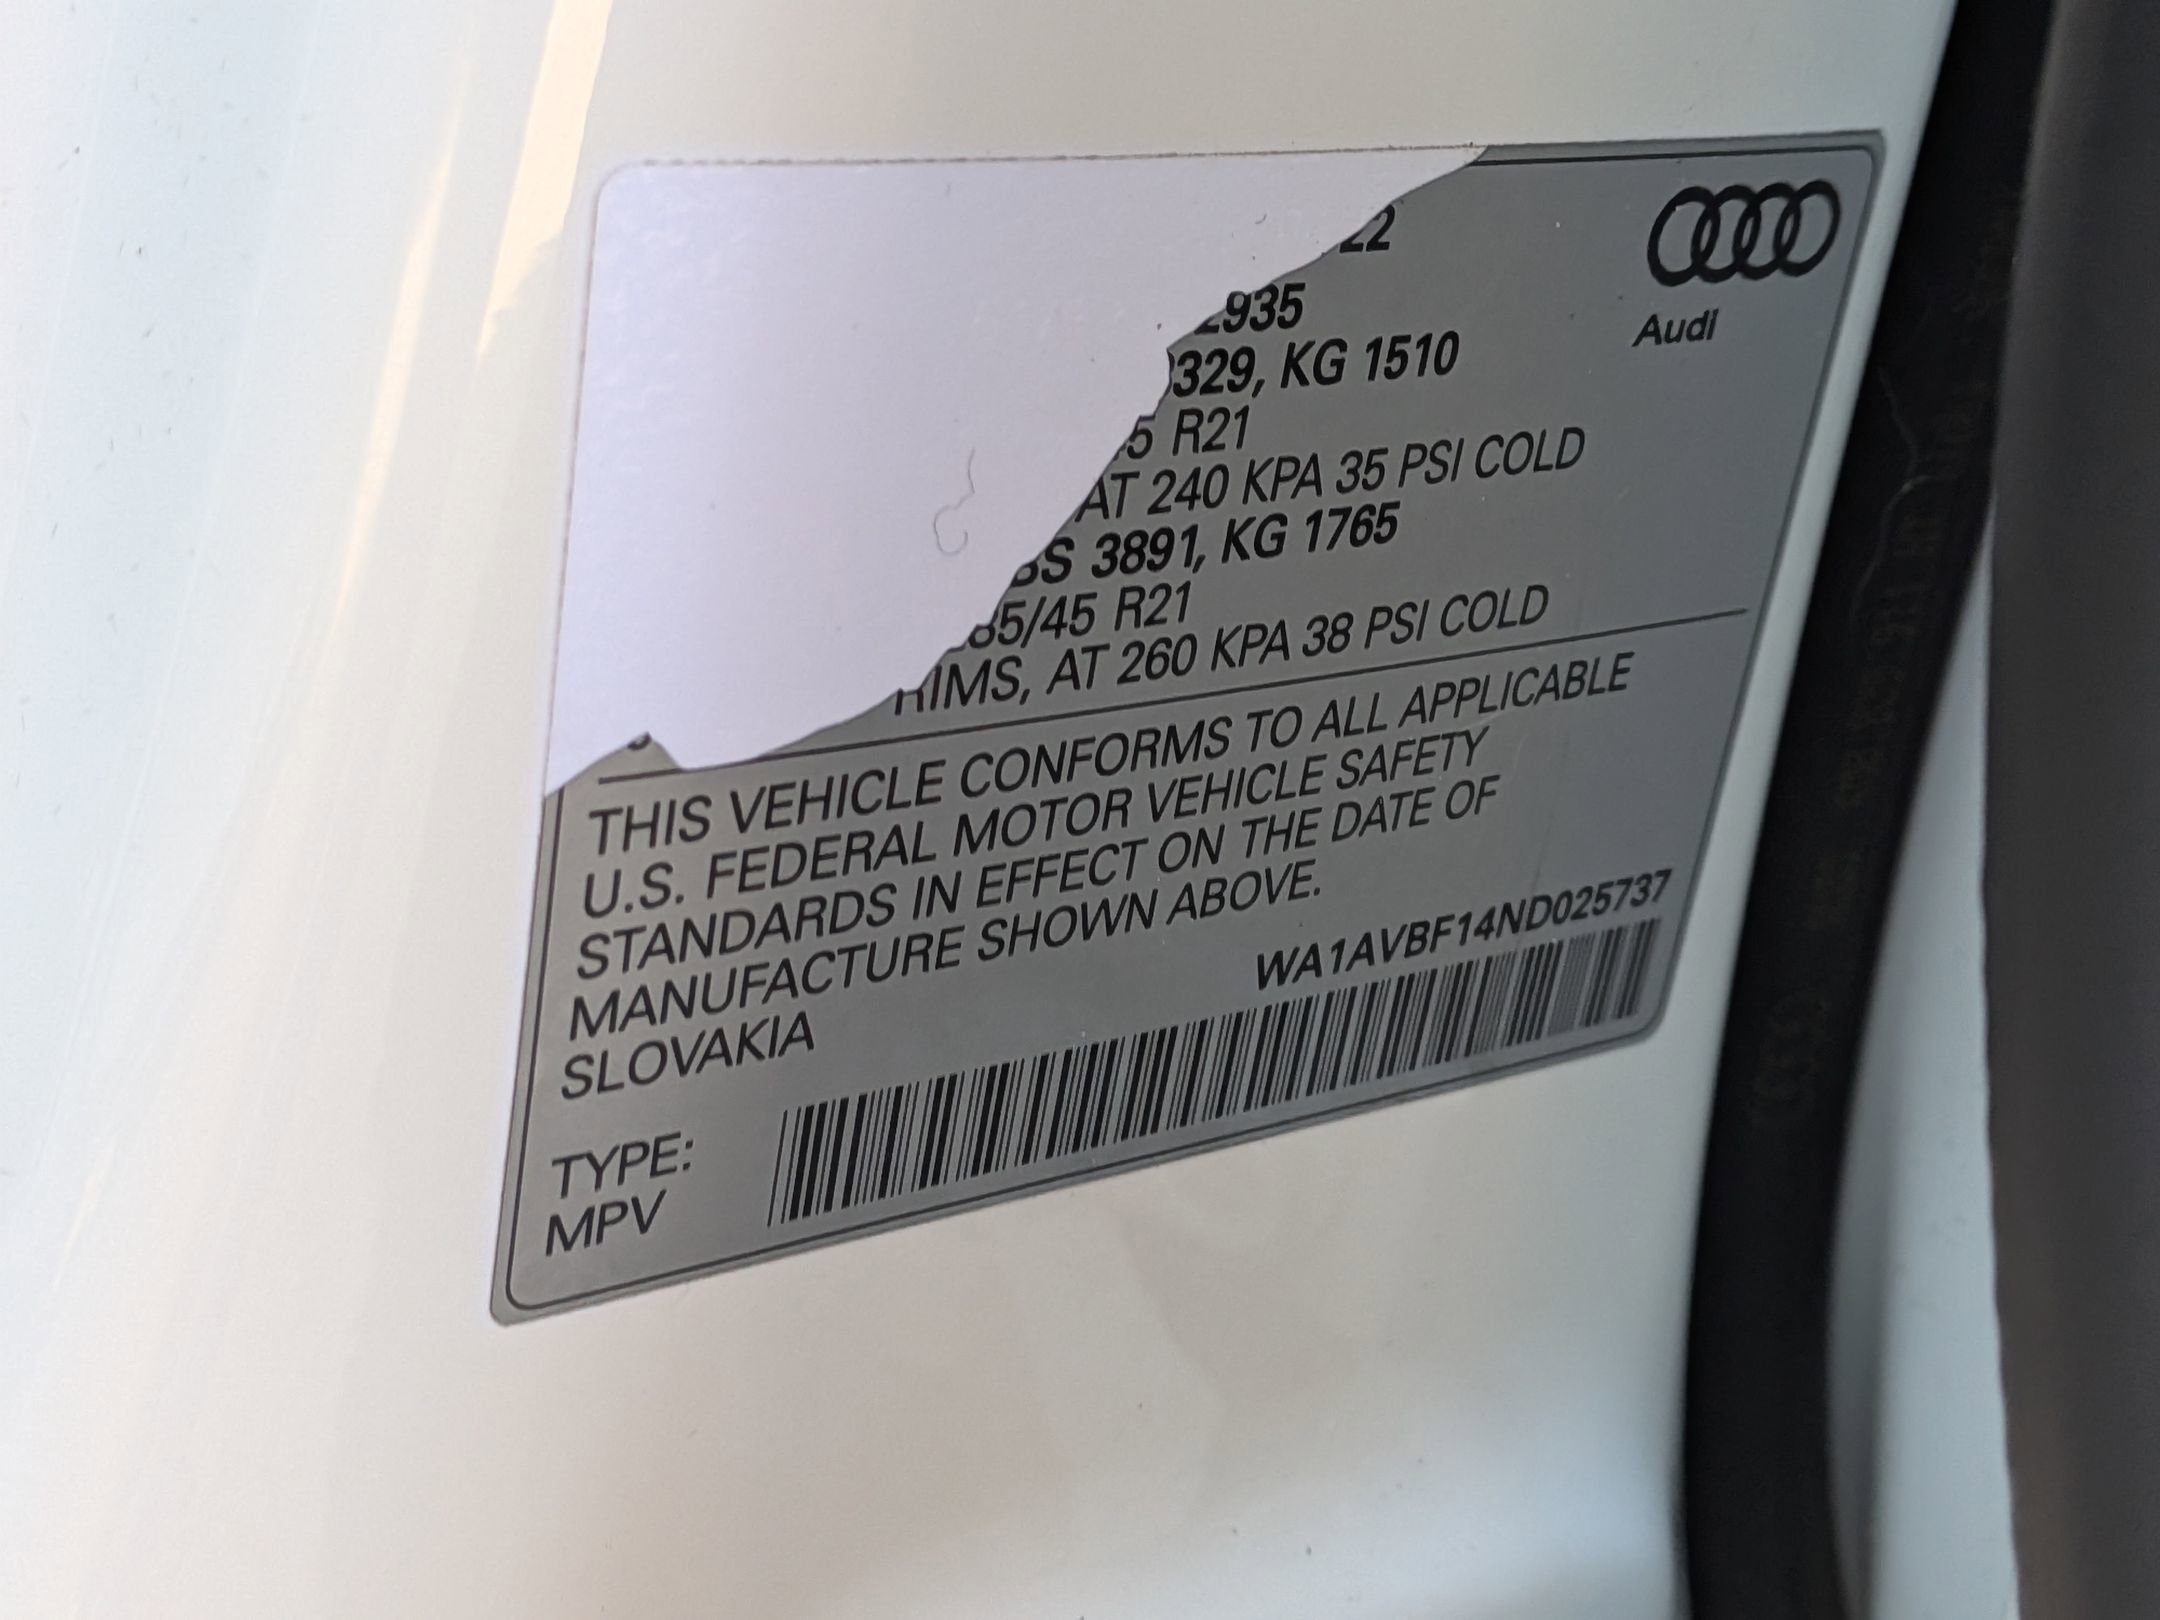 22
Audi
2935
329, KG 1510
5 R21
AT 240 KPA 35 PSI COLD
BS 3891, KG 1765
85/45 R21
RIMS, AT 260 KPA 38 PSI COLD
THIS VEHICLE CONFORMS TO ALL APPLICABLE
U.S. FEDERAL MOTOR VEHICLE SAFETY
STANDARDS IN EFFECT ON THE DATE OF
MANUFACTURE SHOWN ABOVE.
SLOVAKIA
WA1AVBF14ND025737
TYPE:
MPV